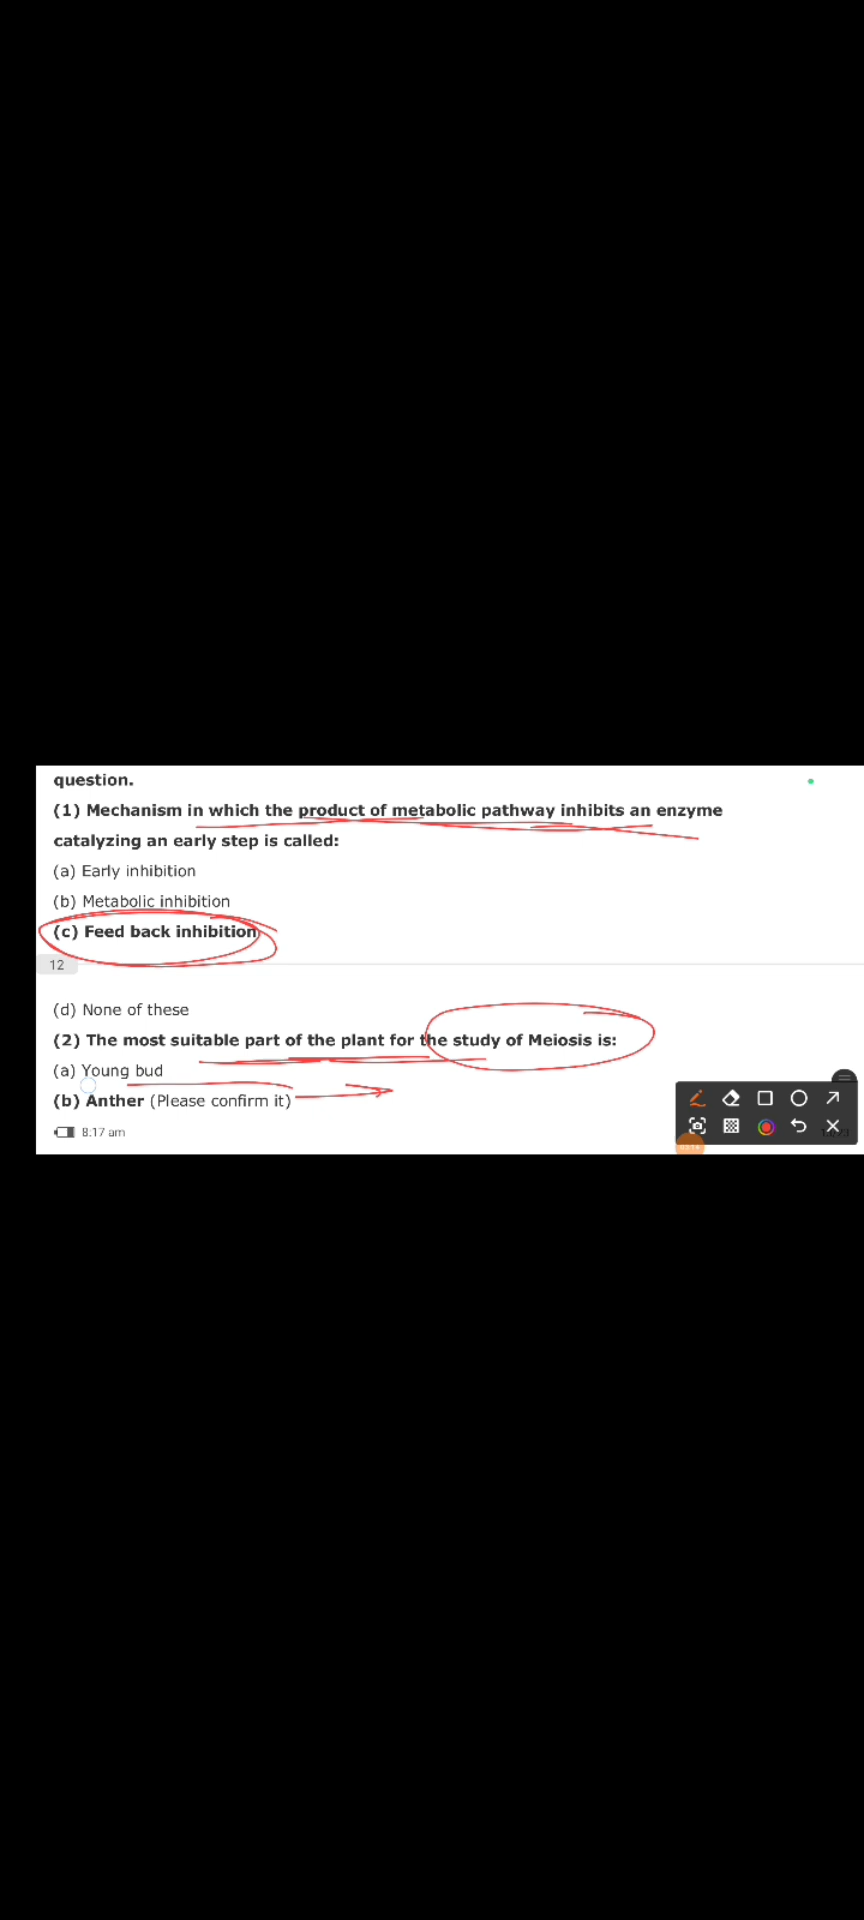 question.
(1) Mechanism in which the product of metabolic pathway inhibits an enzyme
catalyzing an early step is called:
(a) Early inhibition
(b) Metabolic inhibition
(c) Feed back inhibition
12
(d) None of these
(2) The most suitable part of the plant for the study of Meiosis is:
(a) Young bud
(b) Anther (Please confirm it)
8:17 am